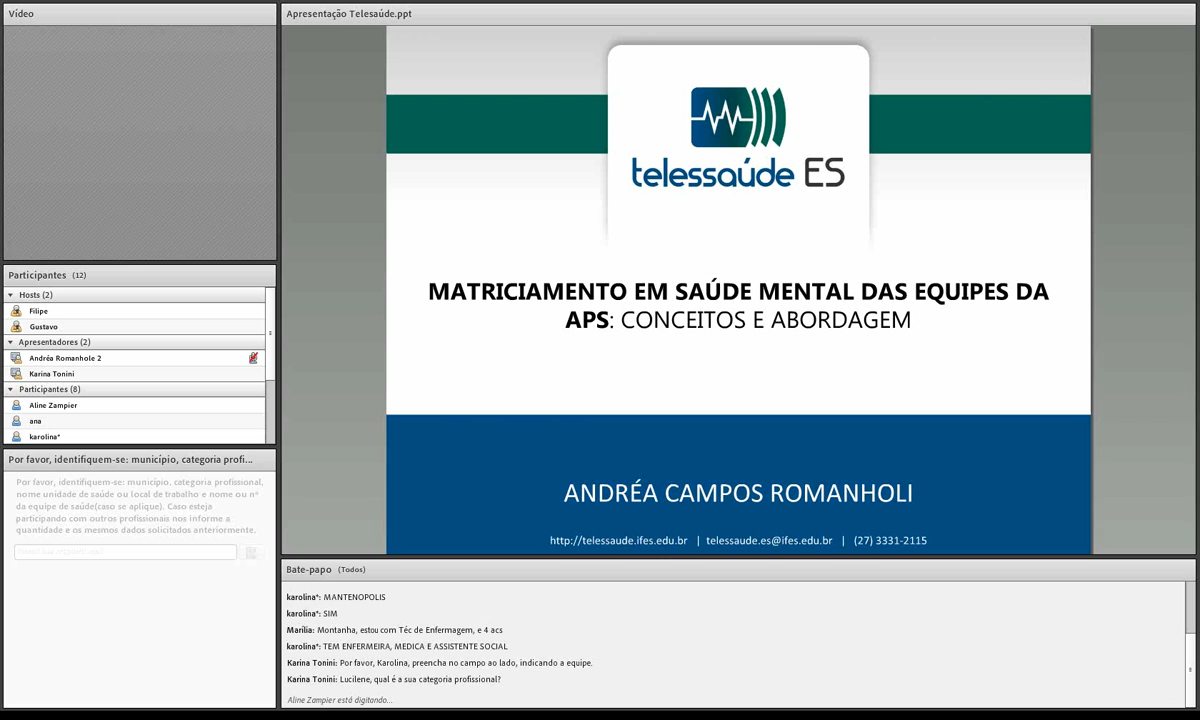 Vídeo
Participantes (12)
Hosts (2)
Filipe
Gustavo
Apresentadores (2)
Andréa Romanhole 2
Karina Tonini
Participantes (8)
Aline Zampier
ana
karolina*
Por favor, identifiquem-se: município, categoria profi...
Por favor, identifiquem-se: município, categoria profissional,
nome unidade de saúde ou local de trabalho e nome ou nº
da equipe de saúde(caso se aplique). Caso esteja
participando com outros profissionais nos informe a
quantidade e os mesmos dados solicitados anteriormente.
Apresentação Telesaúde.ppt
telessaúde ES
MATRICIAMENTO EM SAÚDE MENTAL DAS EQUIPES DA
APS: CONCEITOS E ABORDAGEM
ANDRÉA CAMPOS ROMANHOLI
http://telessaude.ifes.edu.br | telessaude.es@ifes.edu.br | (27) 3331-2115
Bate-papo (Todos)
karolina*: MANTENOPOLIS
karolina*: SIM
Marília: Montanha, estou com Téc de Enfermagem, e 4 acs
karolina*: TEM ENFERMEIRA, MEDICA E ASSISTENTE SOCIAL
Karina Tonini: Por favor, Karolina, preencha no campo ao lado, indicando a equipe.
Karina Tonini: Lucilene, qual é a sua categoria profissional?
Aline Zampier está digitando...